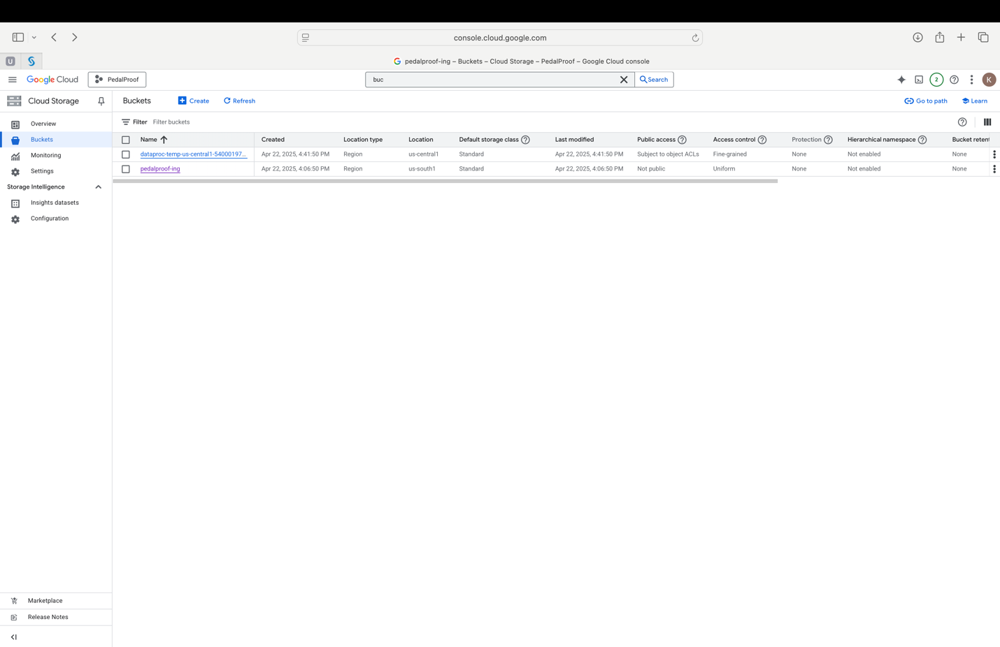 console.cloud.google.com
U
pedalproof-ing – Buckets – Cloud Storage – PedalProof – Google Cloud console
Google Cloud
PedalProof
buc
Search
2
K
Cloud Storage
Buckets
Create
Refresh
Go to path
Learn
Overview
Buckets
Monitoring
Settings
Storage Intelligence
Insights datasets
Configuration
Filter Filter buckets
Name Created Location type Location Default storage class Last modified Public access Access control Protection Hierarchical namespace Bucket retent
dataproc-temp-us-central1-54000197... Apr 22, 2025, 4:41:50 PM Region us-central1 Standard Apr 22, 2025, 4:41:50 PM Subject to object ACLs Fine-grained None Not enabled None
pedalproof-ing Apr 22, 2025, 4:06:50 PM Region us-south1 Standard Apr 22, 2025, 4:06:50 PM Not public Uniform None Not enabled None
Marketplace
Release Notes